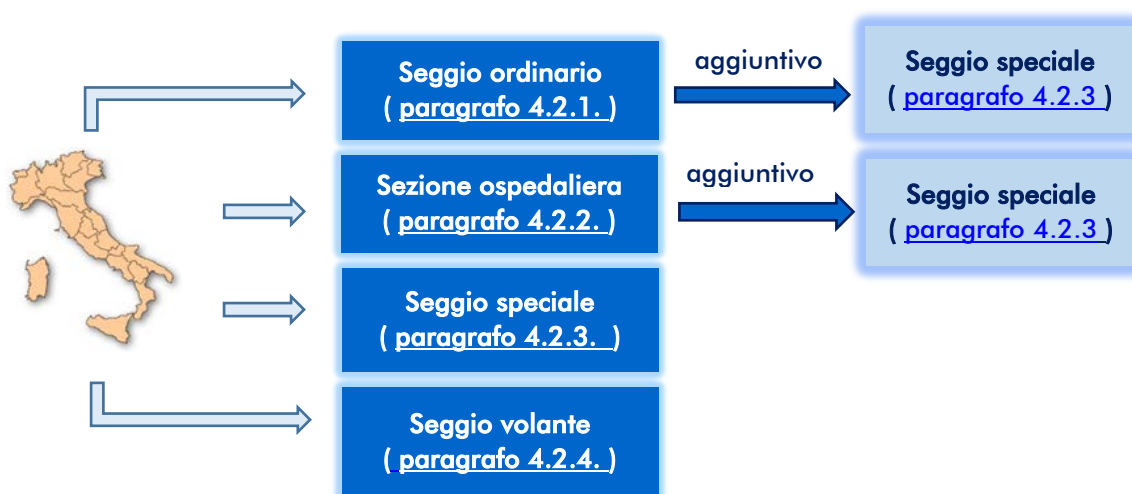 Seggio ordinario
( paragrafo 4.2.1. )
aggiuntivo
Seggio speciale
( paragrafo 4.2.3 )
Sezione ospedaliera
( paragrafo 4.2.2. )
aggiuntivo
Seggio speciale
( paragrafo 4.2.3 )
Seggio speciale
( paragrafo 4.2.3. )
Seggio volante
( paragrafo 4.2.4. )